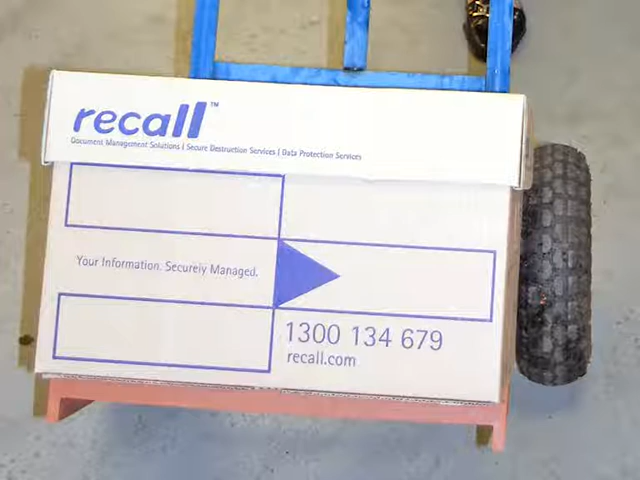 recall™
Document Management Solutions | Secure Destruction Services | Data Protection Services
Your Information. Securely Managed.
1300 134 679
recall.com